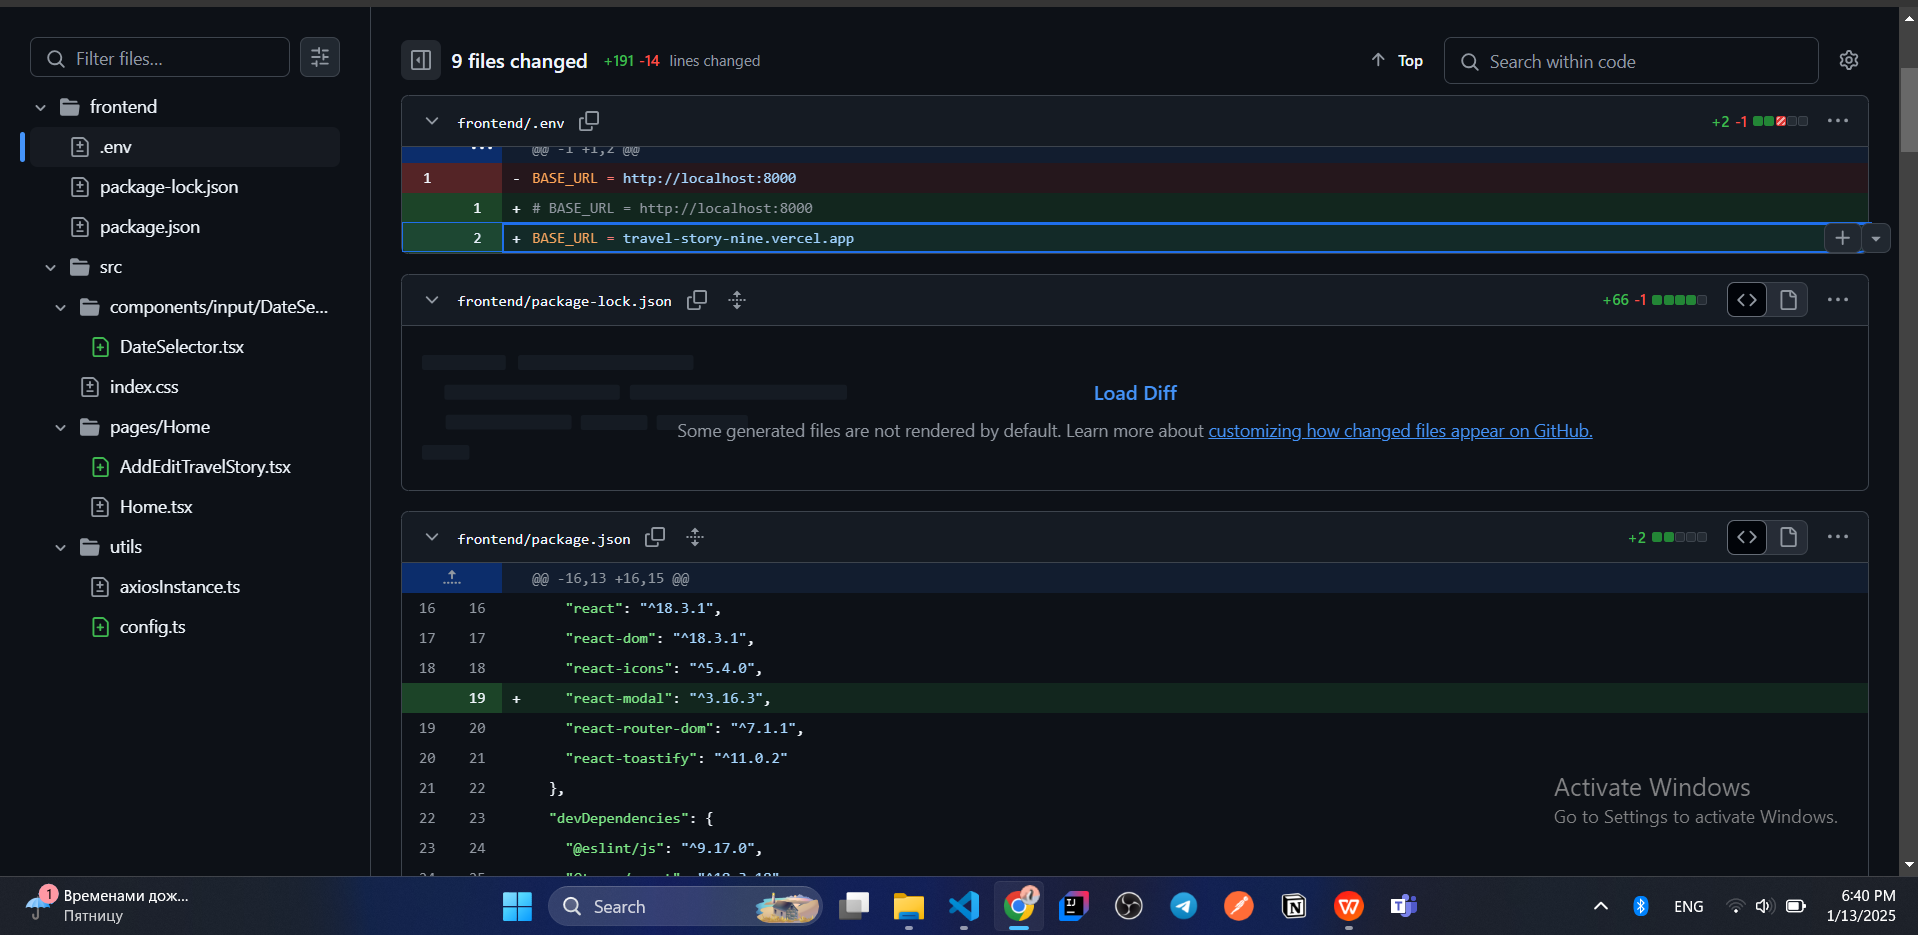 Filter files...
9 files changed
+191 -14 lines changed
Top
Search within code
frontend
.env
package-lock.json
package.json
src
components/input/DateSe...
DateSelector.tsx
index.css
pages/Home
AddEditTravelStory.tsx
Home.tsx
utils
axiosInstance.ts
config.ts
frontend/.env
+2 -1
@@ -1 +1,2 @@
1 - BASE_URL = http://localhost:8000
1 + # BASE_URL = http://localhost:8000
2 + BASE_URL = travel-story-nine.vercel.app
frontend/package-lock.json
+66 -1
Load Diff
Some generated files are not rendered by default. Learn more about customizing how changed files appear on GitHub.
frontend/package.json
+2
@@ -16,13 +16,15 @@
16 16 "react": "^18.3.1",
17 17 "react-dom": "^18.3.1",
18 18 "react-icons": "^5.4.0",
19 + "react-modal": "^3.16.3",
19 20 "react-router-dom": "^7.1.1",
20 21 "react-toastify": "^11.0.2"
21 22 },
22 23 "devDependencies": {
23 24 "@eslint/js": "^9.17.0",
Activate Windows
Go to Settings to activate Windows.
1
Временами дож...
Пятницу
Search
ENG
6:40 PM
1/13/2025